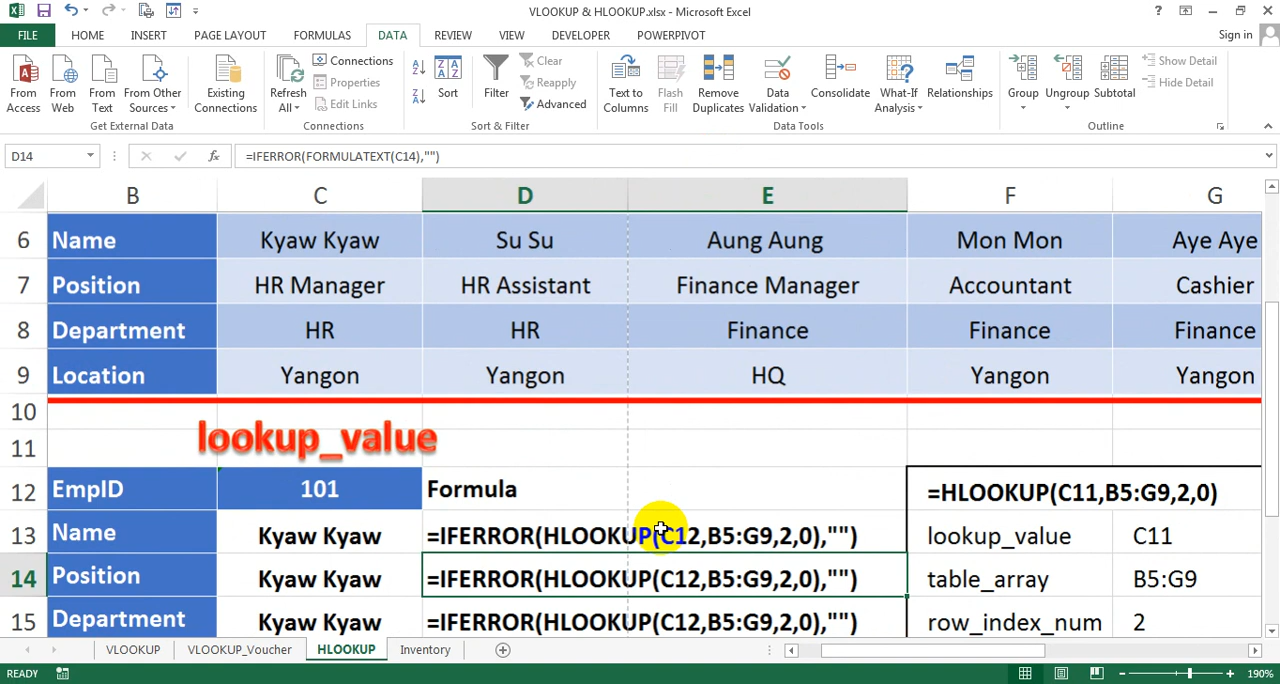 VLOOKUP & HLOOKUP.xlsx - Microsoft Excel
FILE HOME INSERT PAGE LAYOUT FORMULAS DATA REVIEW VIEW DEVELOPER POWERPIVOT Sign in
From Access
From Web
From Text
From Other Sources
Existing Connections
Get External Data
Refresh All
Connections
Properties
Edit Links
Connections
Sort
Filter
Clear
Reapply
Advanced
Sort & Filter
Text to Columns
Flash Fill
Remove Duplicates
Data Validation
Consolidate
What-If Analysis
Relationships
Data Tools
Group
Ungroup
Subtotal
Show Detail
Hide Detail
Outline
D14 fx =IFERROR(FORMULATEXT(C14),"")
B C D E F G
6 Name Kyaw Kyaw Su Su Aung Aung Mon Mon Aye Aye
7 Position HR Manager HR Assistant Finance Manager Accountant Cashier
8 Department HR HR Finance Finance Finance
9 Location Yangon Yangon HQ Yangon Yangon
10
11 lookup_value
12 EmpID 101 Formula =HLOOKUP(C11,B5:G9,2,0)
13 Name Kyaw Kyaw =IFERROR(HLOOKUP(C12,B5:G9,2,0),"") lookup_value C11
14 Position Kyaw Kyaw =IFERROR(HLOOKUP(C12,B5:G9,2,0),"") table_array B5:G9
15 Department Kyaw Kyaw =IFERROR(HLOOKUP(C12,B5:G9,2,0),"") row_index_num 2
VLOOKUP VLOOKUP_Voucher HLOOKUP Inventory
READY 190%